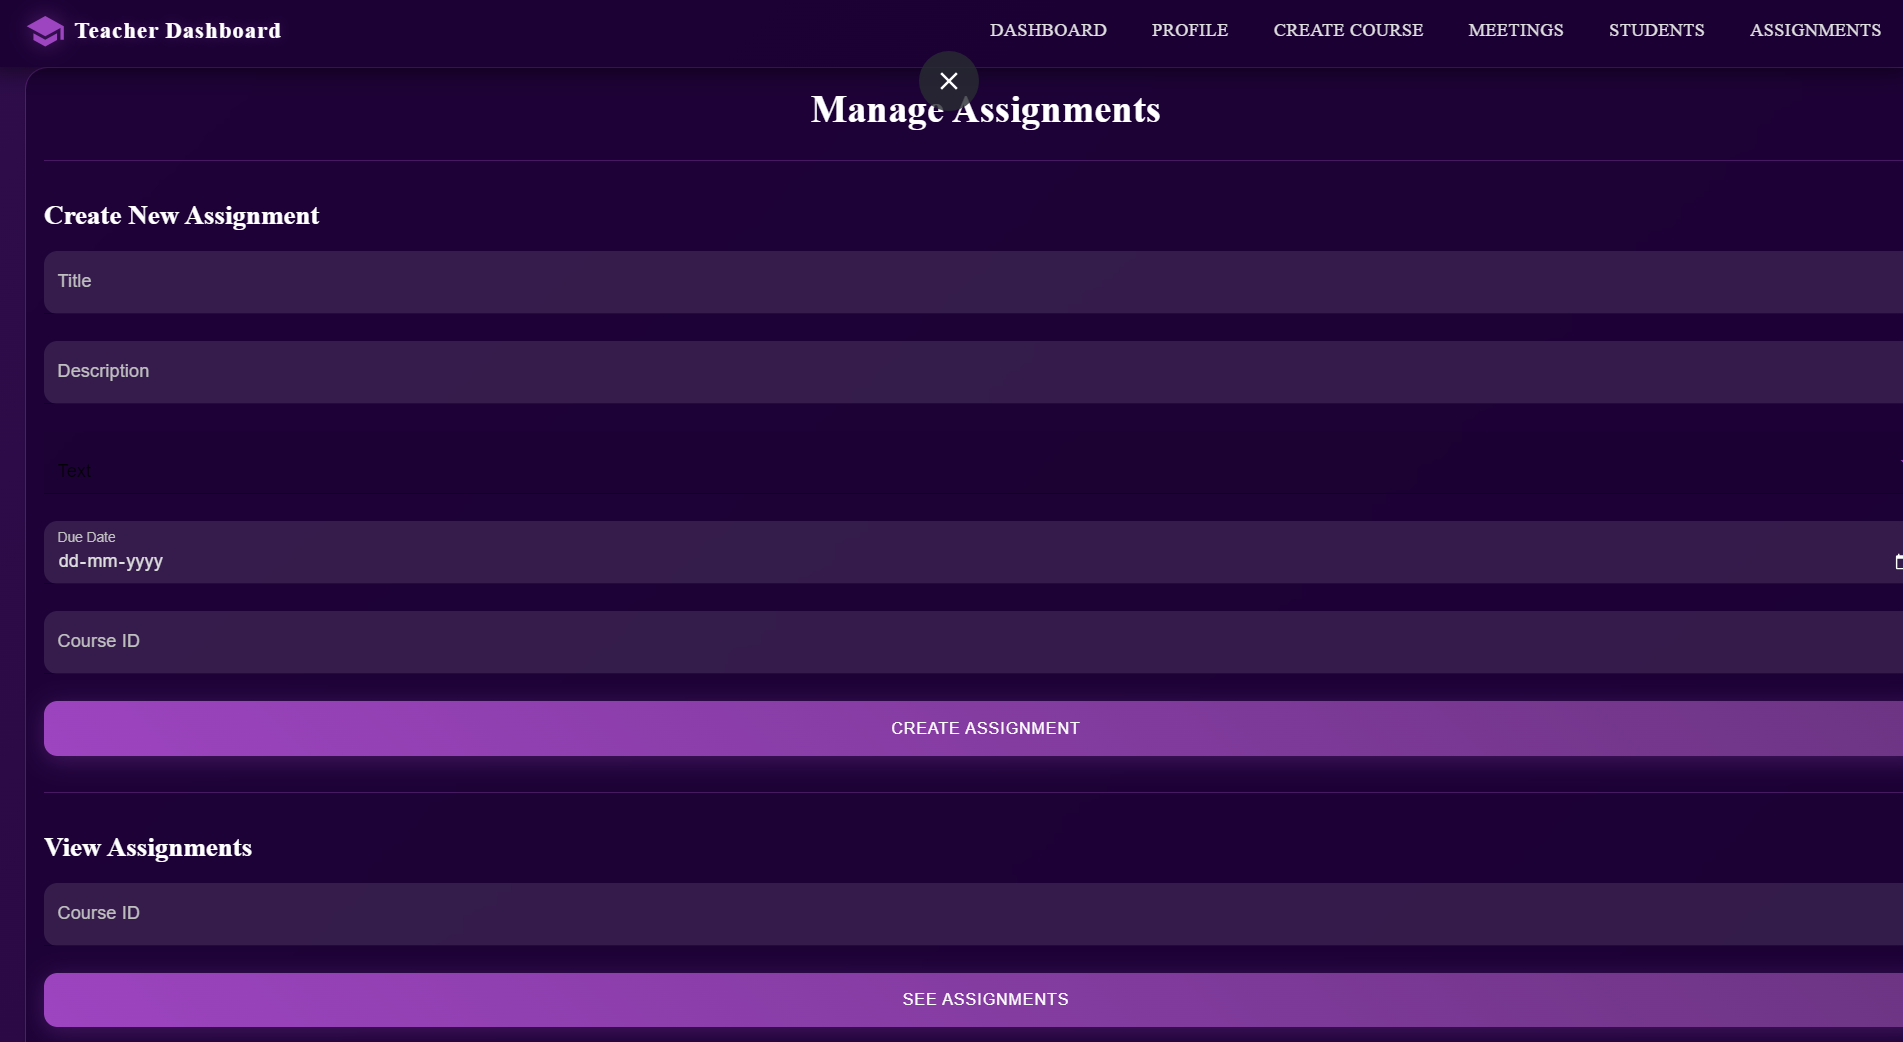 Teacher Dashboard
DASHBOARD PROFILE CREATE COURSE MEETINGS STUDENTS ASSIGNMENTS
Manage Assignments
Create New Assignment
Title
Description
Text
Due Date
dd-mm-yyyy
Course ID
CREATE ASSIGNMENT
View Assignments
Course ID
SEE ASSIGNMENTS